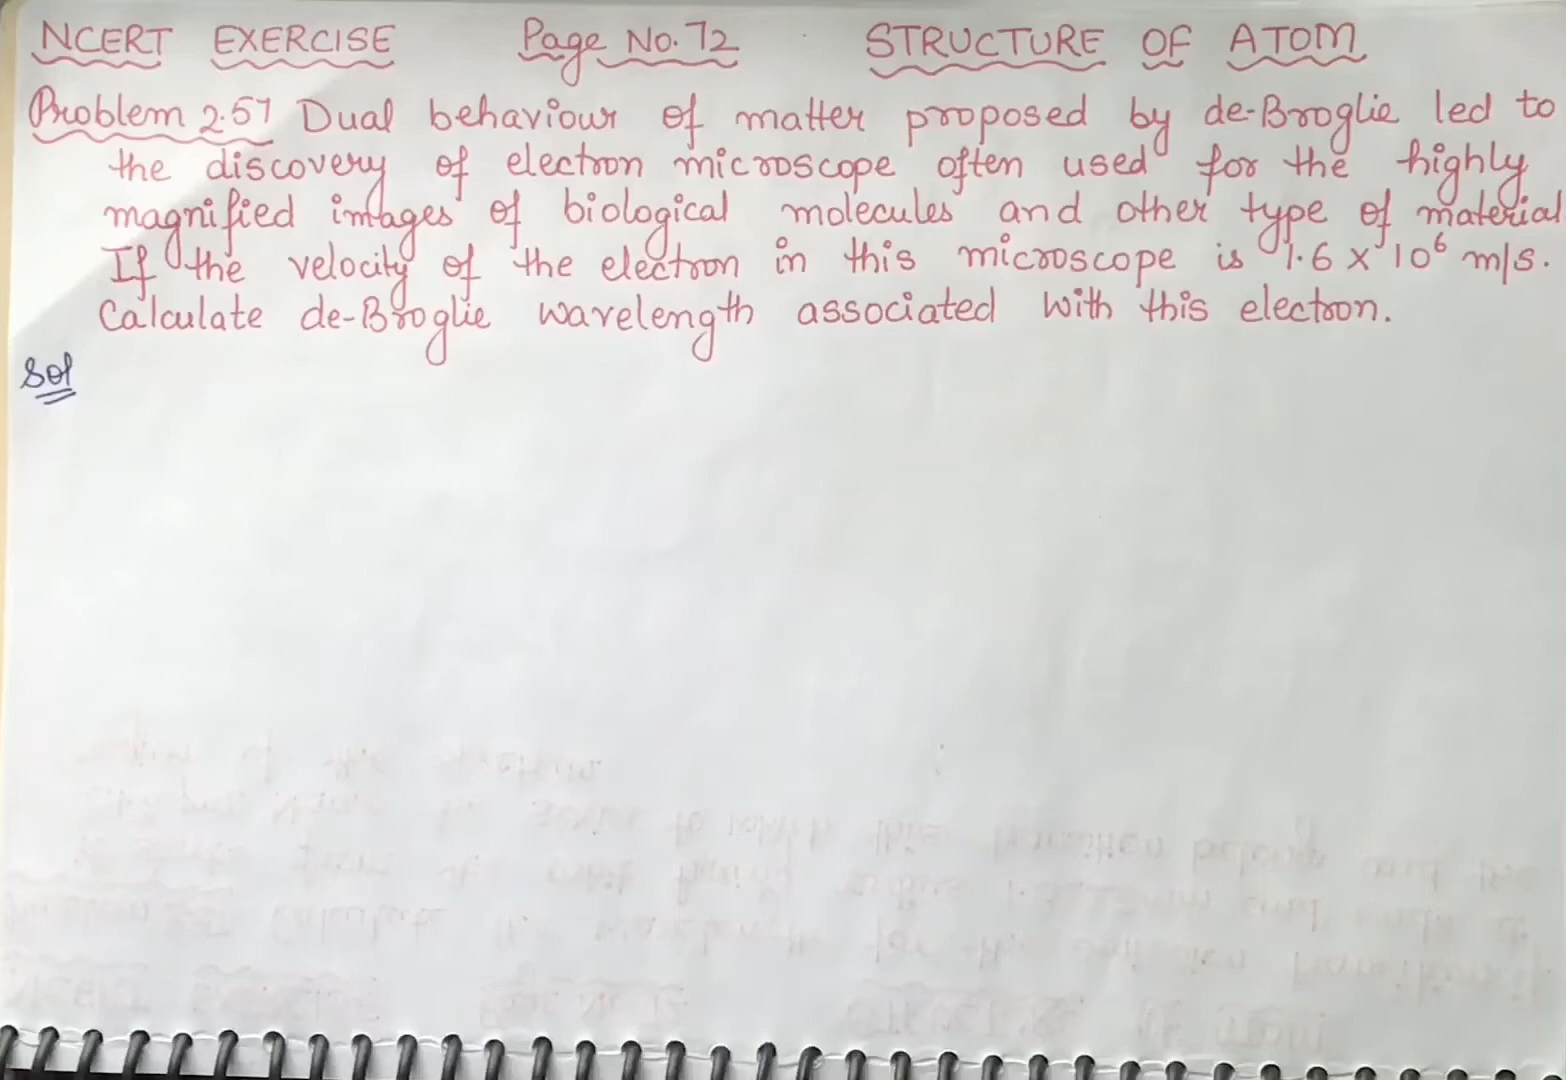 NCERT EXERCISE Page No. 72 STRUCTURE OF ATOM
Problem 2.57 Dual behaviour of matter proposed by de-Broglie led to
the discovery of electron microscope often used for the highly
magnified images of biological molecules and other type of material
If the velocity of the electron in this microscope is 1.6 x 10⁶ m/s.
Calculate de-Broglie wavelength associated with this electron.
Sol